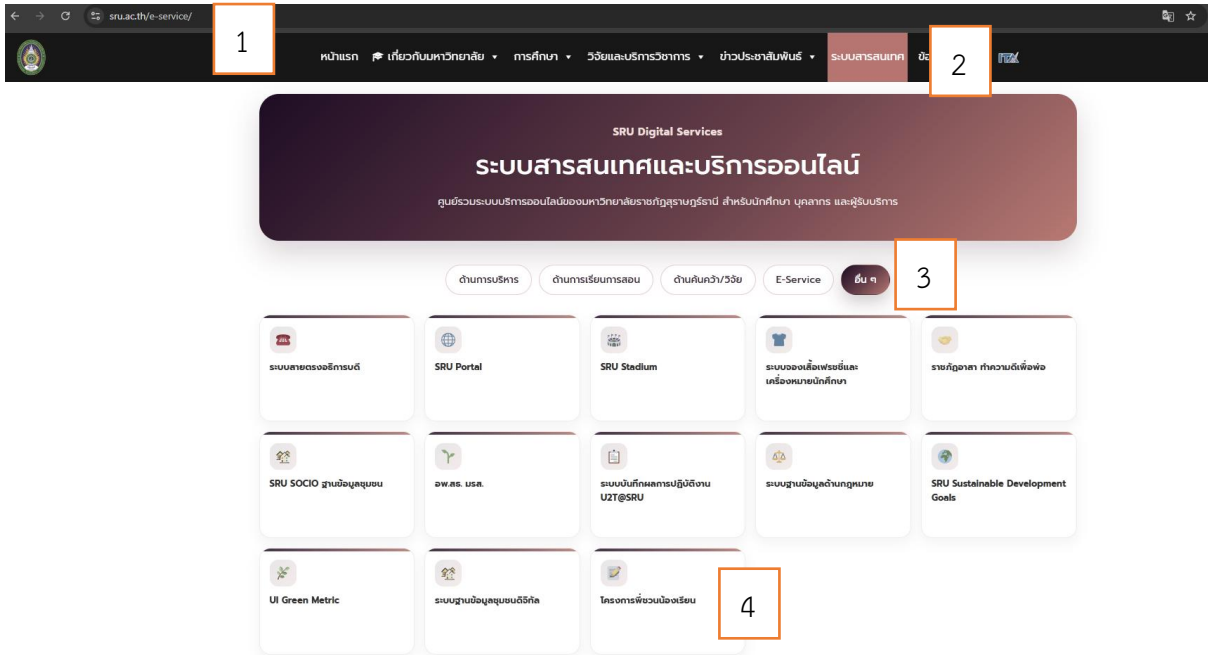 sru.ac.th/e-service/
1
หน้าแรก เกี่ยวกับมหาวิทยาลัย การศึกษา วิจัยและบริการวิชาการ ข่าวประชาสัมพันธ์ ระบบสารสนเทศ
2
ITA
SRU Digital Services
ระบบสารสนเทศและบริการออนไลน์
ศูนย์รวมระบบบริการออนไลน์ของมหาวิทยาลัยราชภัฏสุราษฎร์ธานี สำหรับนักศึกษา บุคลากร และผู้รับบริการ
ด้านการบริหาร ด้านการเรียนการสอน ด้านค้นคว้า/วิจัย E-Service อื่น ๆ
3
ระบบสายตรงอธิการบดี
SRU Portal
SRU Stadium
ระบบจองเสื้อเฟรชชี่และ
เครื่องหมายนักศึกษา
ราชภัฏอาสา ทำความดีเพื่อพ่อ
SRU SOCIO ฐานข้อมูลชุมชน
อพ.สธ. มรส.
ระบบบันทึกผลการปฏิบัติงาน
U2T@SRU
ระบบฐานข้อมูลด้านกฎหมาย
SRU Sustainable Development
Goals
UI Green Metric
ระบบฐานข้อมูลชุมชนดิจิทัล
โครงการพี่ชวนน้องเรียน
4